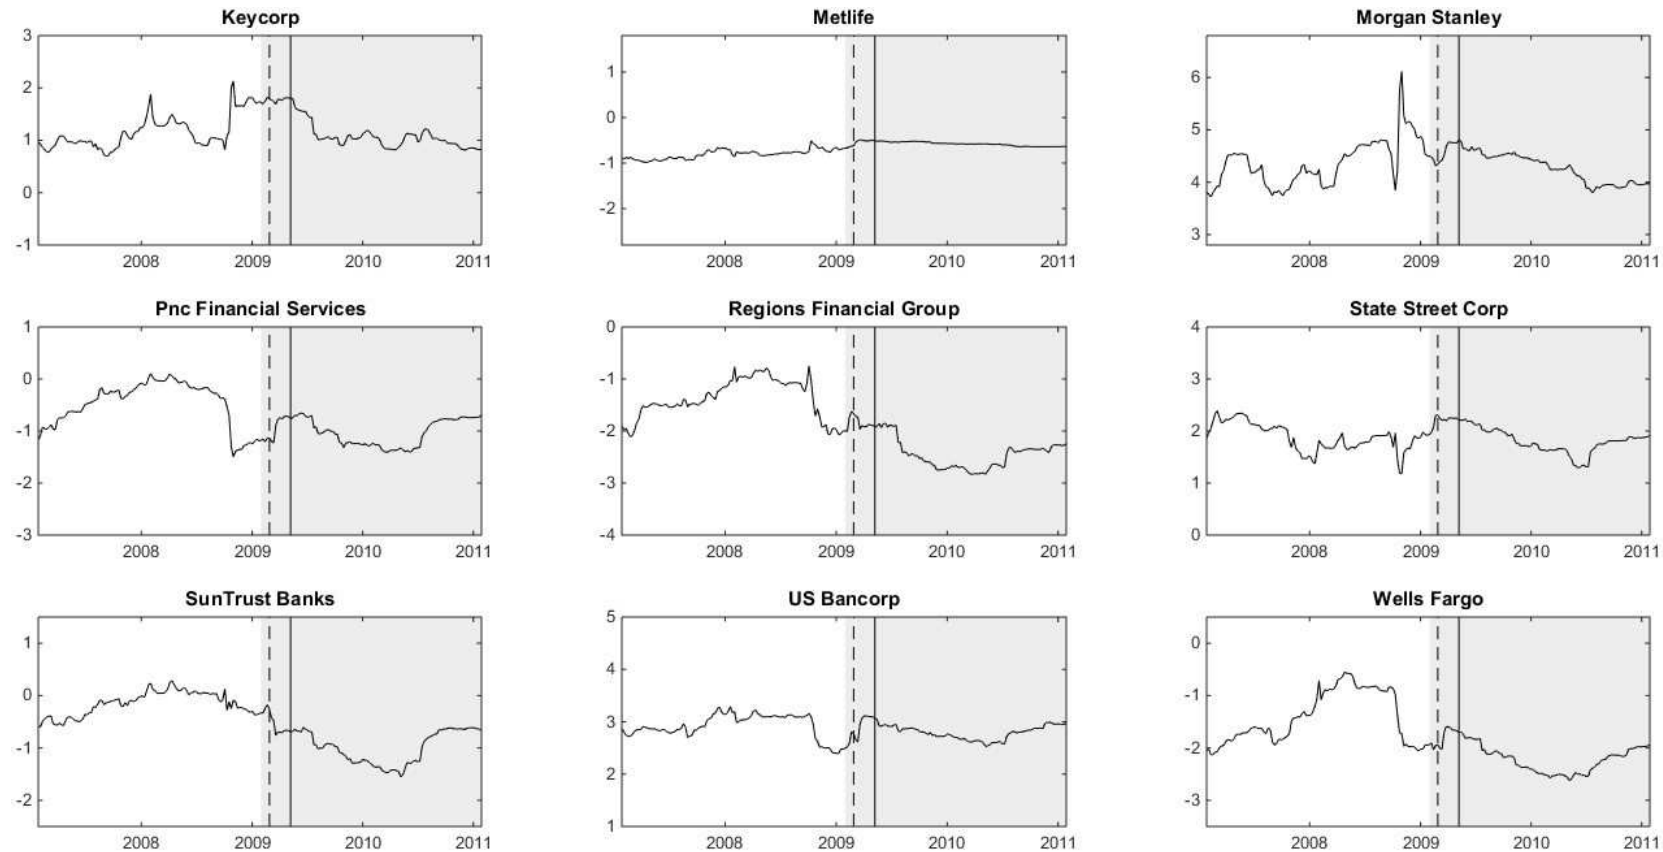 Keycorp
3
2
1
0
-1
2008 2009 2010 2011
Metlife
1
0
-1
-2
2008 2009 2010 2011
Morgan Stanley
6
5
4
3
2008 2009 2010 2011
Pnc Financial Services
1
0
-1
-2
-3
2008 2009 2010 2011
Regions Financial Group
0
-1
-2
-3
-4
2008 2009 2010 2011
State Street Corp
4
3
2
1
0
2008 2009 2010 2011
SunTrust Banks
1
0
-1
-2
2008 2009 2010 2011
US Bancorp
5
4
3
2
1
2008 2009 2010 2011
Wells Fargo
0
-1
-2
-3
2008 2009 2010 2011